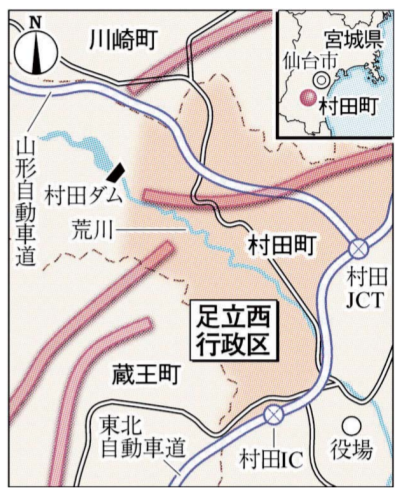 N
川崎町
宮城県
仙台市
村田町
山形自動車道
村田ダム
荒川
村田町
村田
JCT
足立西
行政区
蔵王町
東北
自動車道
村田IC
役場